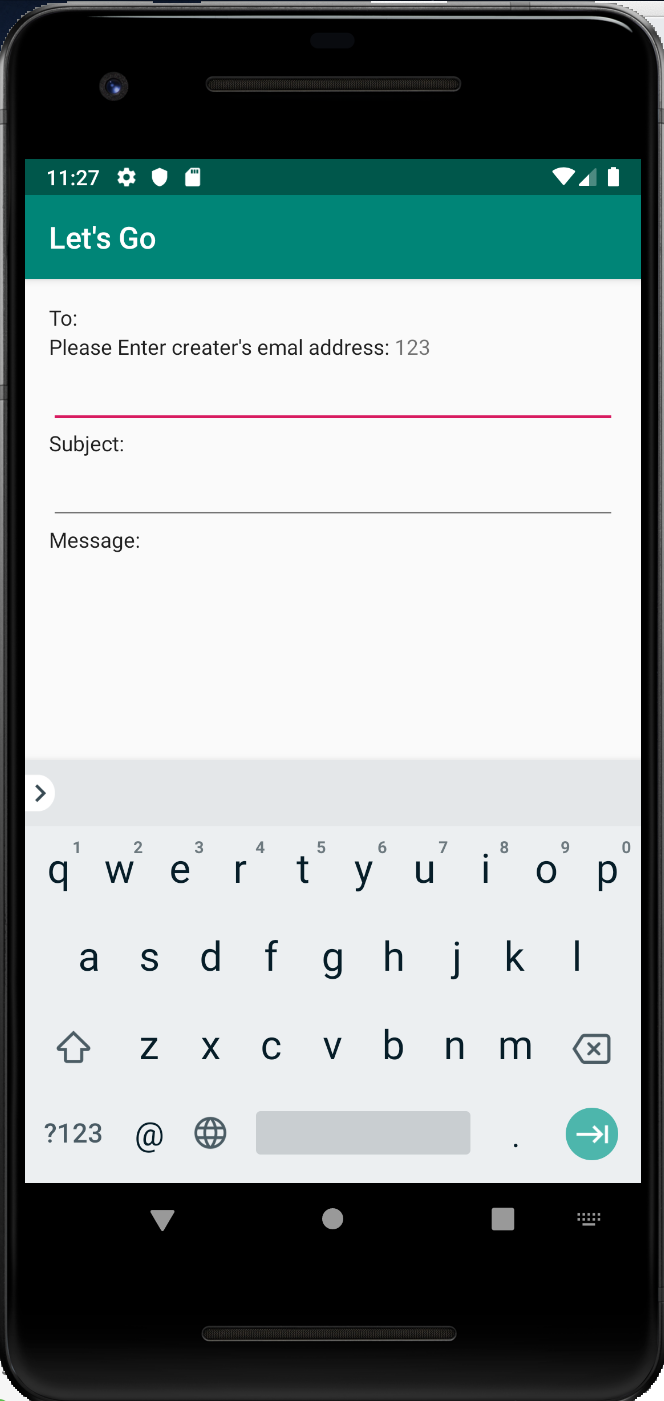 11:27
Let's Go
To:
Please Enter creater's emal address: 123
Subject:
Message:
1 2 3 4 5 6 7 8 9 0
q w e r t y u i o p
a s d f g h j k l
z x c v b n m
?123 @ .